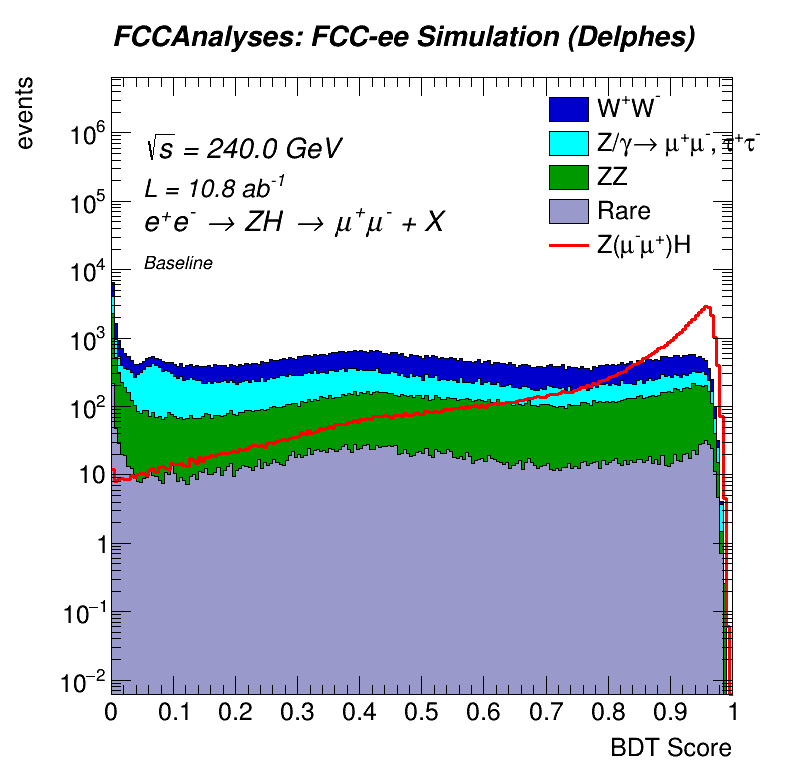 FCCAnalyses: FCC-ee Simulation (Delphes)
events
√s = 240.0 GeV
L = 10.8 ab⁻¹
e⁺e⁻ → ZH → μ⁺μ⁻ + X
Baseline
W⁺W⁻
Z/γ→ μ⁺μ⁻, τ⁺τ⁻
ZZ
Rare
Z(μ⁻μ⁺)H
10⁶
10⁵
10⁴
10³
10²
10
1
10⁻¹
10⁻²
0 0.1 0.2 0.3 0.4 0.5 0.6 0.7 0.8 0.9 1
BDT Score